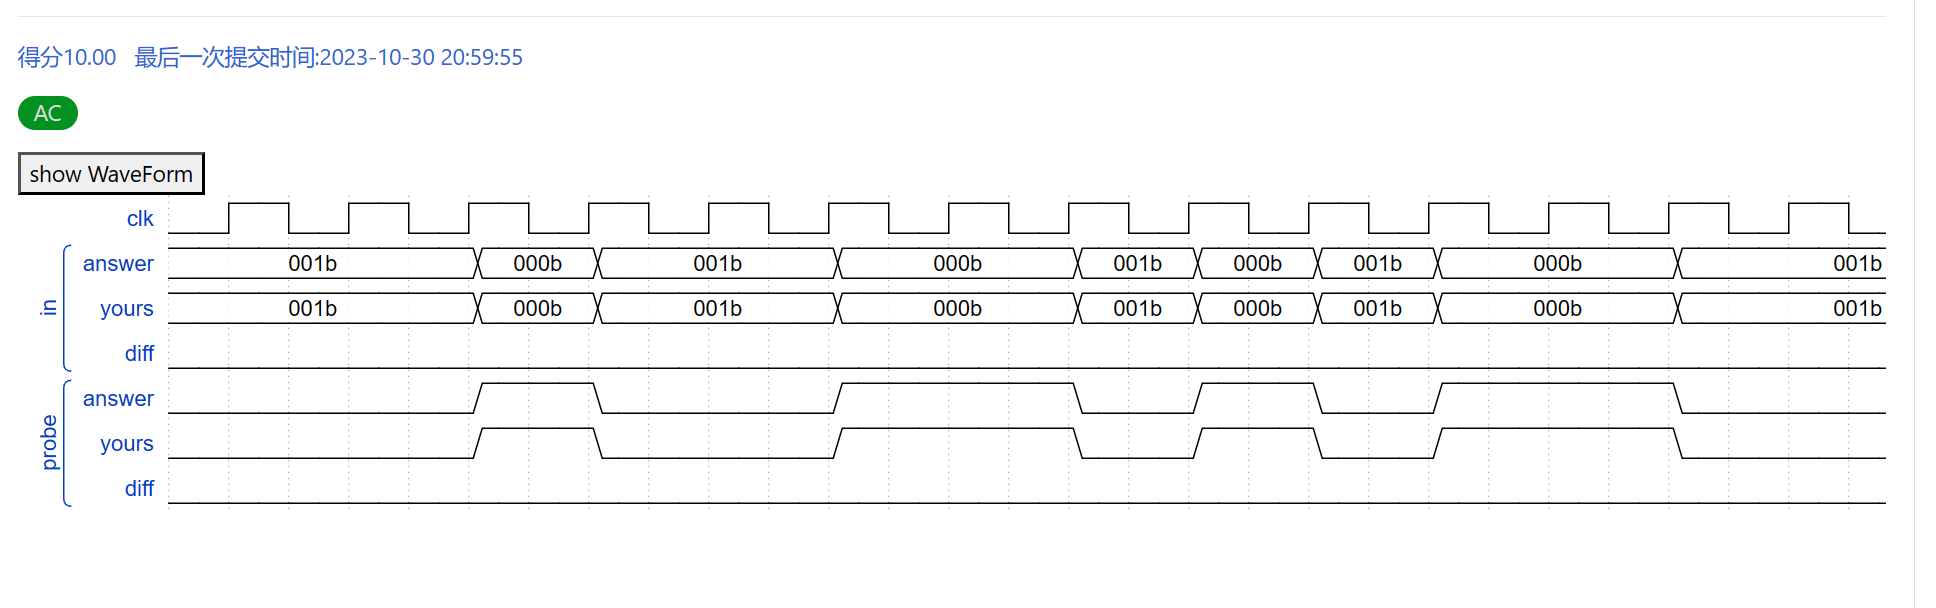 得分10.00 最后一次提交时间:2023-10-30 20:59:55
AC
show WaveForm
clk
in
answer 001b 000b 001b 000b 001b 000b 001b 000b 001b
yours 001b 000b 001b 000b 001b 000b 001b 000b 001b
diff
probe
answer
yours
diff